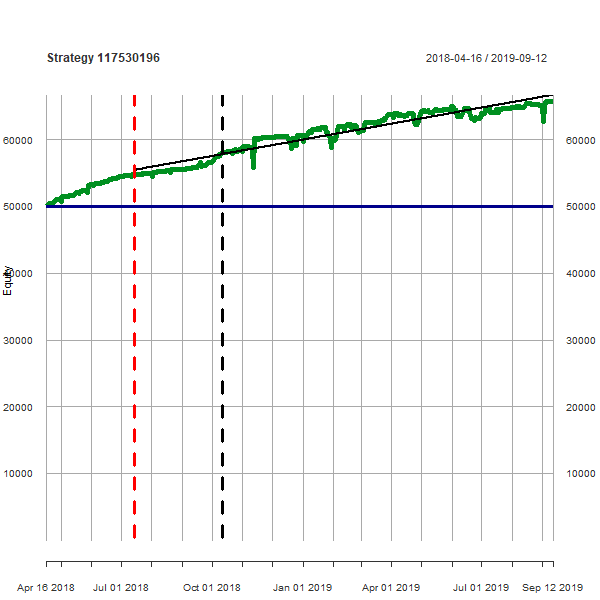 Strategy 117530196
2018-04-16 / 2019-09-12
60000
60000
50000
50000
40000
40000
Equity
30000
30000
20000
20000
10000
10000
Apr 16 2018
Jul 01 2018
Oct 01 2018
Jan 01 2019
Apr 01 2019
Jul 01 2019
Sep 12 2019